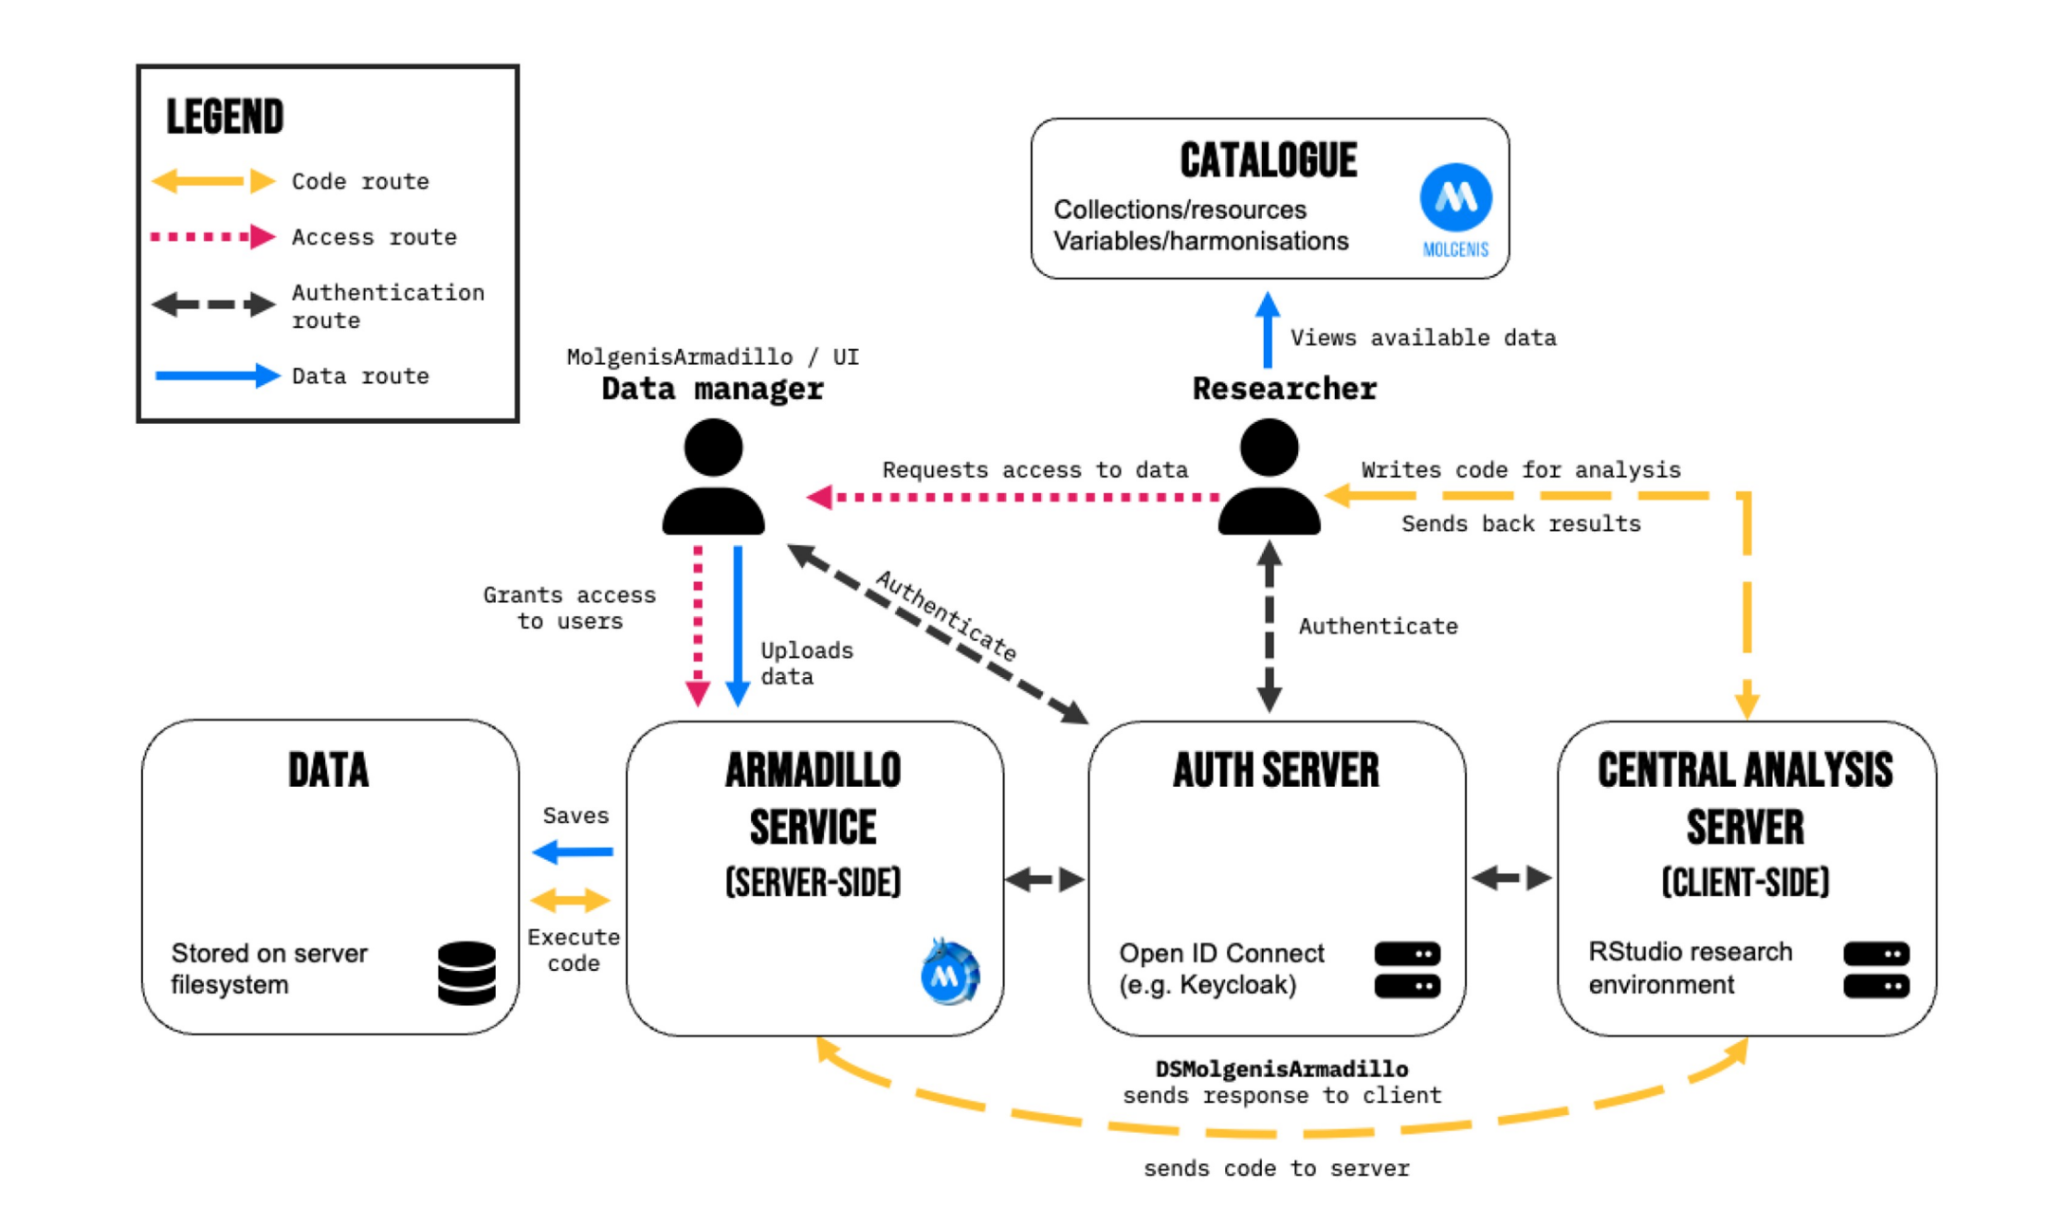 LEGEND
Code route
Access route
Authentication
route
Data route
CATALOGUE
Collections/resources
Variables/harmonisations
MOLGENIS
Views available data
MolgenisArmadillo / UI
Data manager
Researcher
Requests access to data
Writes code for analysis
Sends back results
Grants access
to users
Uploads
data
Authenticate
Authenticate
DATA
Stored on server
filesystem
Saves
Execute
code
ARMADILLO
SERVICE
(SERVER-SIDE)
AUTH SERVER
Open ID Connect
(e.g. Keycloak)
CENTRAL ANALYSIS
SERVER
(CLIENT-SIDE)
RStudio research
environment
DSMolgenisArmadillo
sends response to client
sends code to server